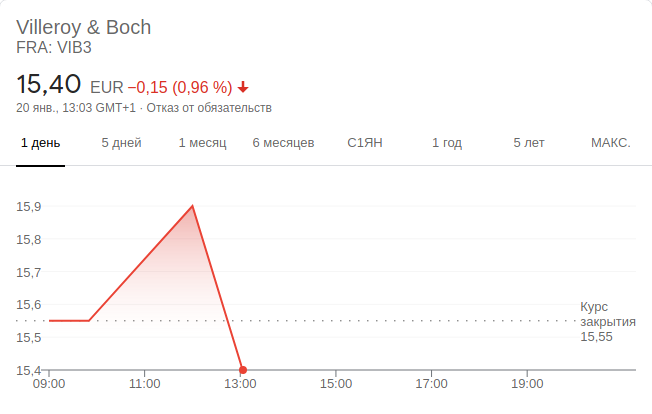 Villeroy & Boch
FRA: VIB3
15,40 EUR −0,15 (0,96 %)
20 янв., 13:03 GMT+1 · Отказ от обязательств
1 день 5 дней 1 месяц 6 месяцев С1ЯН 1 год 5 лет МАКС.
15,9
15,8
15,7
15,6
15,5
15,4
Курс
закрытия
15,55
09:00 11:00 13:00 15:00 17:00 19:00